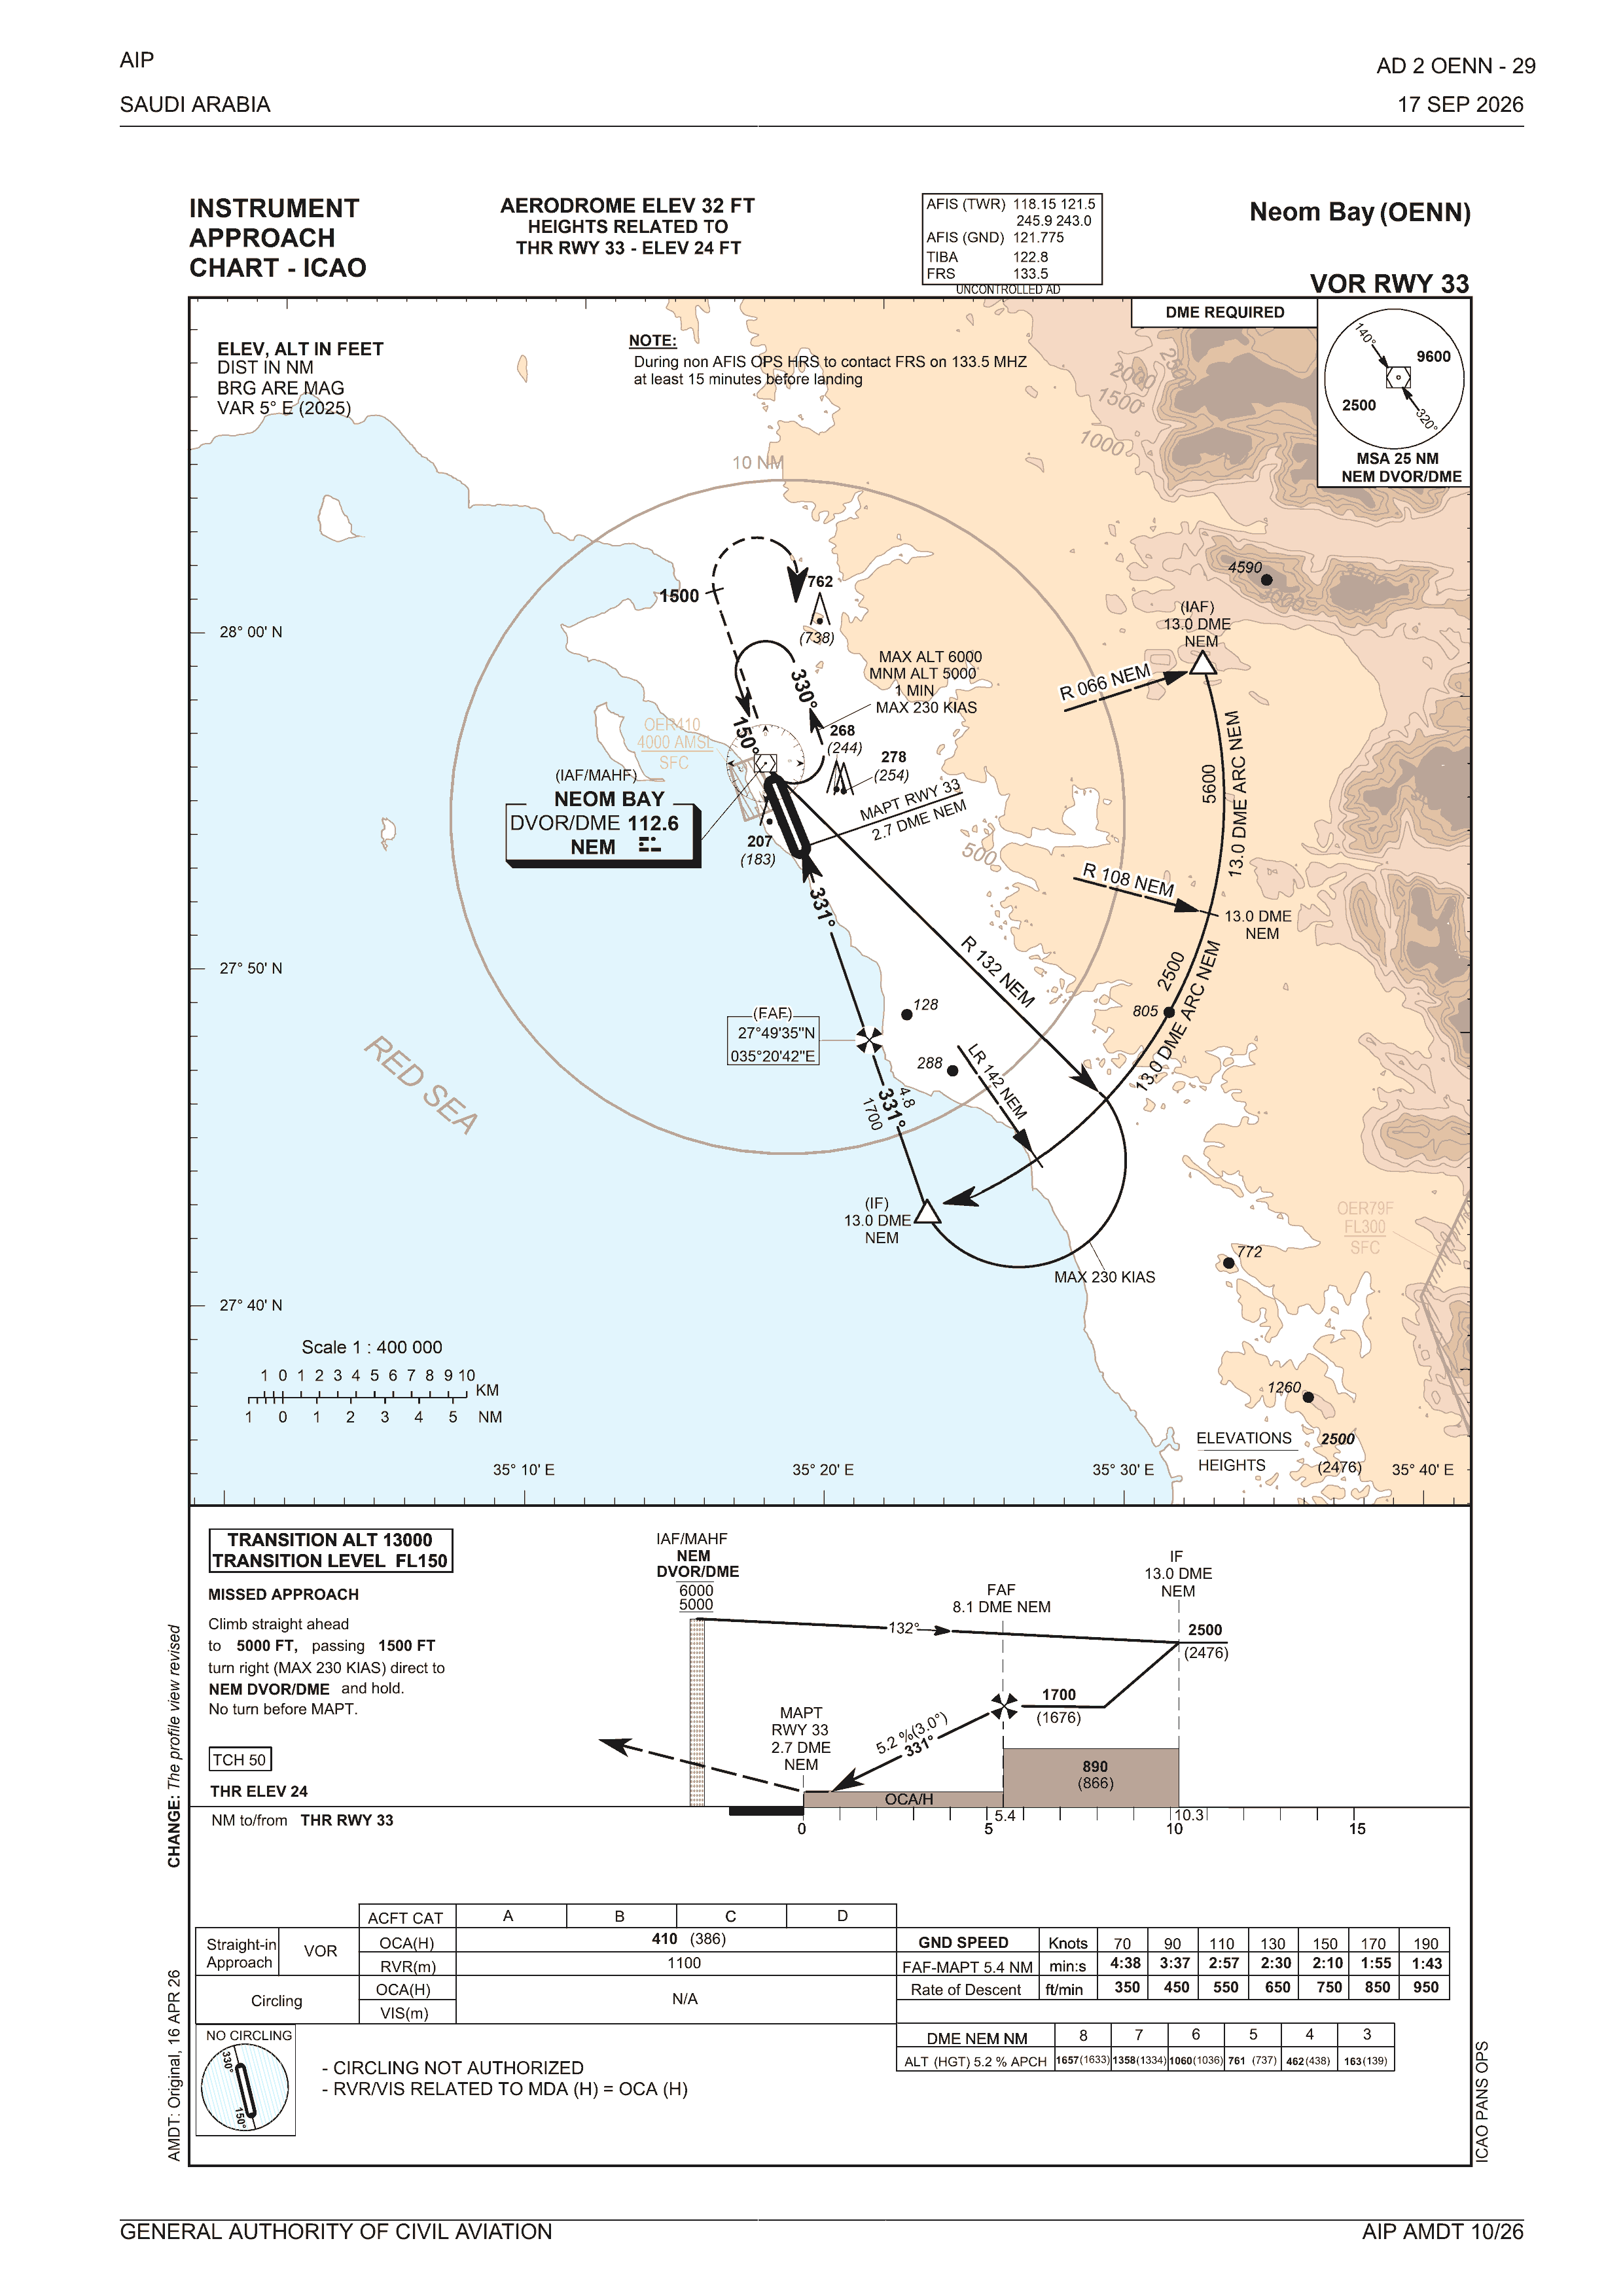 AIP
AD 2 OENN - 29
SAUDI ARABIA
17 SEP 2026
INSTRUMENT
APPROACH
CHART - ICAO
AERODROME ELEV 32 FT
HEIGHTS RELATED TO
THR RWY 33 - ELEV 24 FT
AFIS (TWR) 118.15 121.5
245.9 243.0
AFIS (GND) 121.775
TIBA 122.8
FRS 133.5
UNCONTROLLED AD
Neom Bay (OENN)
VOR RWY 33
DME REQUIRED
ELEV, ALT IN FEET
DIST IN NM
BRG ARE MAG
VAR 5° E (2025)
NOTE:
During non AFIS OPS HRS to contact FRS on 133.5 MHZ
at least 15 minutes before landing
140°
9600
2500
320°
MSA 25 NM
NEM DVOR/DME
2500
2000
1500
1000
10 NM
4590
3000
1500
762
(738)
28° 00' N
(IAF)
13.0 DME
NEM
R 066 NEM
MAX ALT 6000
MNM ALT 5000
1 MIN
MAX 230 KIAS
330°
150°
OER410
4000 AMSL
SFC
268
(244)
278
(254)
(IAF/MAHF)
NEOM BAY
DVOR/DME 112.6
NEM
207
(183)
MAPT RWY 33
2.7 DME NEM
500
5600
13.0 DME ARC NEM
R 108 NEM
13.0 DME
NEM
331°
R 132 NEM
2500
13.0 DME ARC NEM
27° 50' N
805
128
(FAF)
27°49'35"N
035°20'42"E
288
LR 142 NEM
RED SEA
4.8
331°
1700
(IF)
13.0 DME
NEM
MAX 230 KIAS
OER79F
FL300
SFC
772
27° 40' N
Scale 1 : 400 000
1 0 1 2 3 4 5 6 7 8 9 10
KM
1 0 1 2 3 4 5 NM
1260
ELEVATIONS 2500
HEIGHTS (2476)
35° 10' E
35° 20' E
35° 30' E
35° 40' E
TRANSITION ALT 13000
TRANSITION LEVEL FL150
MISSED APPROACH
Climb straight ahead
to 5000 FT, passing 1500 FT
turn right (MAX 230 KIAS) direct to
NEM DVOR/DME and hold.
No turn before MAPT.
TCH 50
THR ELEV 24
NM to/from THR RWY 33
IAF/MAHF
NEM
DVOR/DME
6000
5000
132°
FAF
8.1 DME NEM
IF
13.0 DME
NEM
2500
(2476)
1700
(1676)
MAPT
RWY 33
2.7 DME
NEM
5.2 %(3.0°)
331°
890
(866)
OCA/H
5.4
10.3
0 5 10 15
CHANGE: The profile view revised
AMDT: Original, 16 APR 26
ACFT CAT A B C D
Straight-in
Approach
VOR
OCA(H) 410 (386)
RVR(m) 1100
Circling
OCA(H)
VIS(m)
N/A
GND SPEED Knots 70 90 110 130 150 170 190
FAF-MAPT 5.4 NM min:s 4:38 3:37 2:57 2:30 2:10 1:55 1:43
Rate of Descent ft/min 350 450 550 650 750 850 950
DME NEM NM 8 7 6 5 4 3
ALT (HGT) 5.2 % APCH 1657(1633) 1358(1334) 1060(1036) 761 (737) 462(438) 163(139)
NO CIRCLING
330°
150°
- CIRCLING NOT AUTHORIZED
- RVR/VIS RELATED TO MDA (H) = OCA (H)
ICAO PANS OPS
GENERAL AUTHORITY OF CIVIL AVIATION
AIP AMDT 10/26